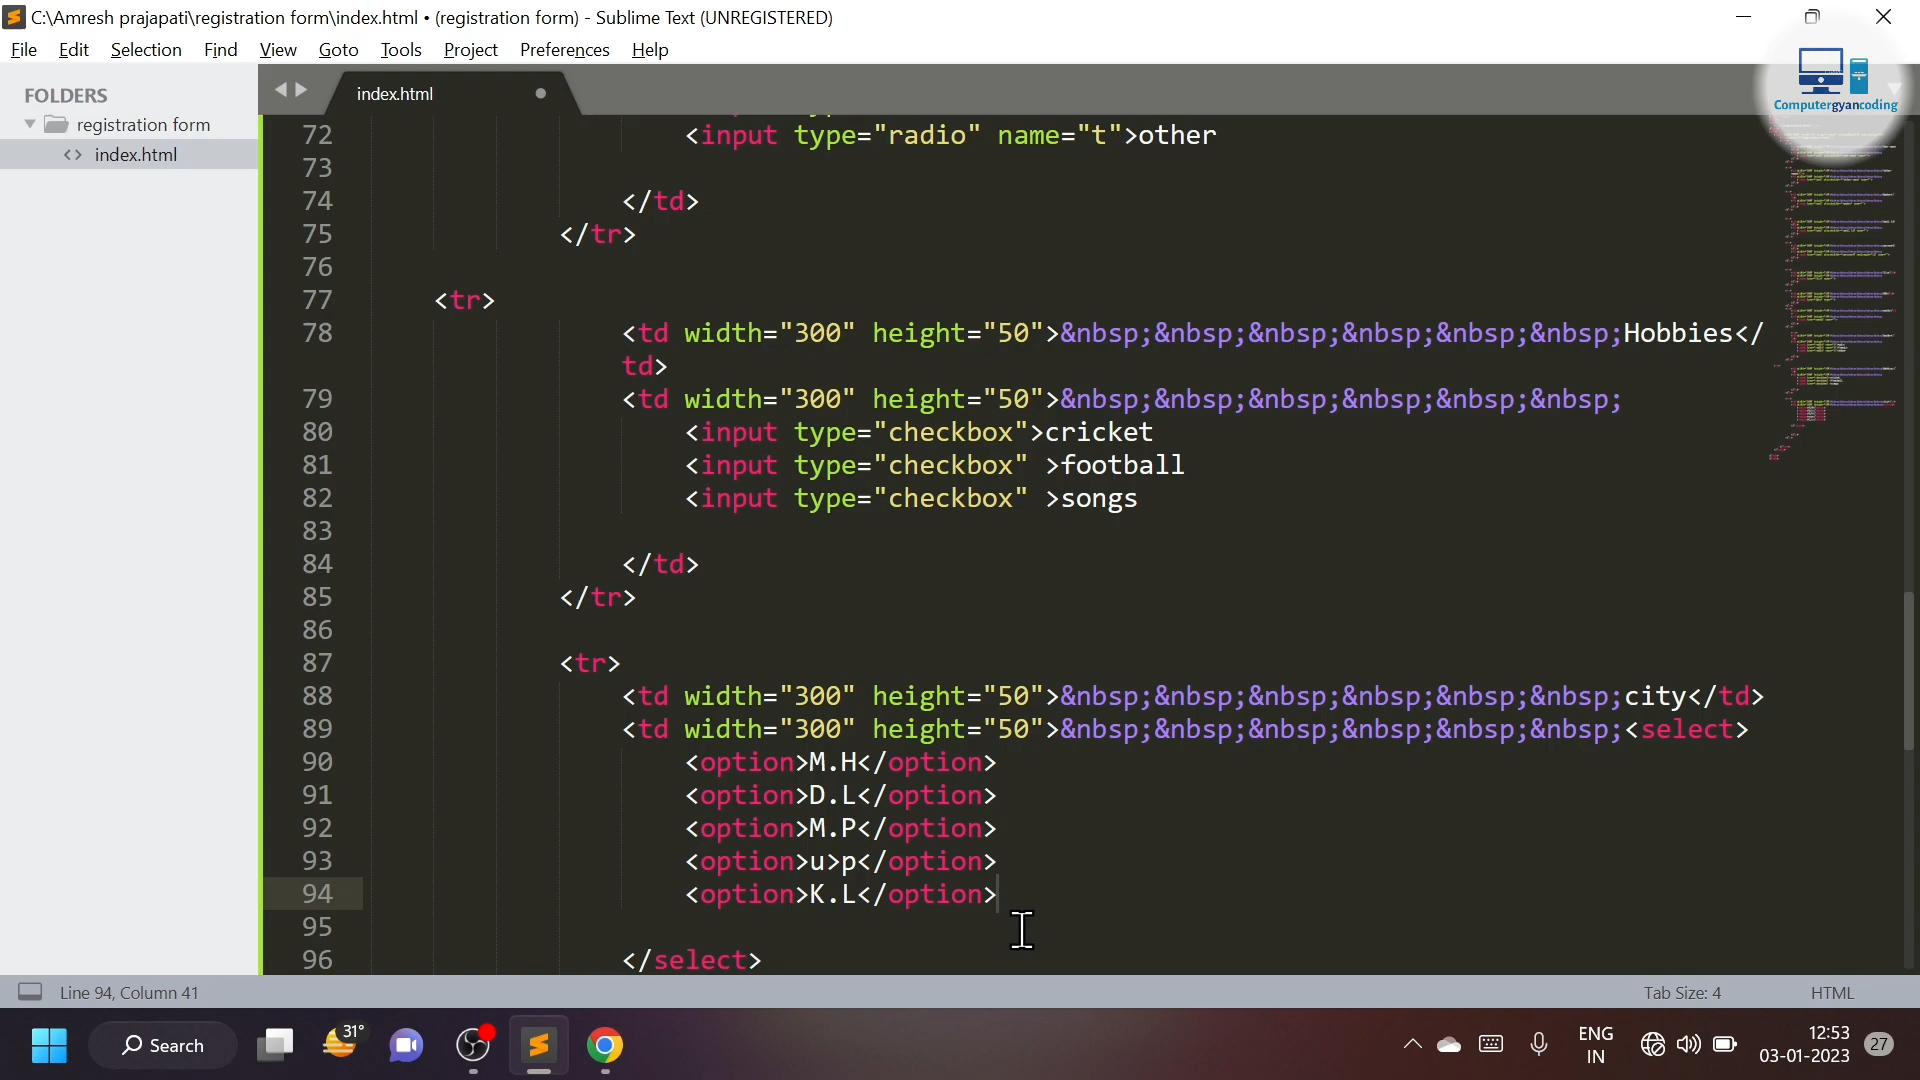 C:\Amresh prajapati\registration form\index.html • (registration form) - Sublime Text (UNREGISTERED)
File Edit Selection Find View Goto Tools Project Preferences Help
Computergyancoding
FOLDERS
registration form
index.html
index.html
72 <input type="radio" name="t">other
73
74 </td>
75 </tr>
76
77 <tr>
78 <td width="300" height="50">&nbsp;&nbsp;&nbsp;&nbsp;&nbsp;&nbsp;Hobbies</
td>
79 <td width="300" height="50">&nbsp;&nbsp;&nbsp;&nbsp;&nbsp;&nbsp;
80 <input type="checkbox">cricket
81 <input type="checkbox" >football
82 <input type="checkbox" >songs
83
84 </td>
85 </tr>
86
87 <tr>
88 <td width="300" height="50">&nbsp;&nbsp;&nbsp;&nbsp;&nbsp;&nbsp;city</td>
89 <td width="300" height="50">&nbsp;&nbsp;&nbsp;&nbsp;&nbsp;&nbsp;<select>
90 <option>M.H</option>
91 <option>D.L</option>
92 <option>M.P</option>
93 <option>u>p</option>
94 <option>K.L</option>
95
96 </select>
Line 94, Column 41 Tab Size: 4 HTML
Search 31° ENG 12:53
IN 03-01-2023 27